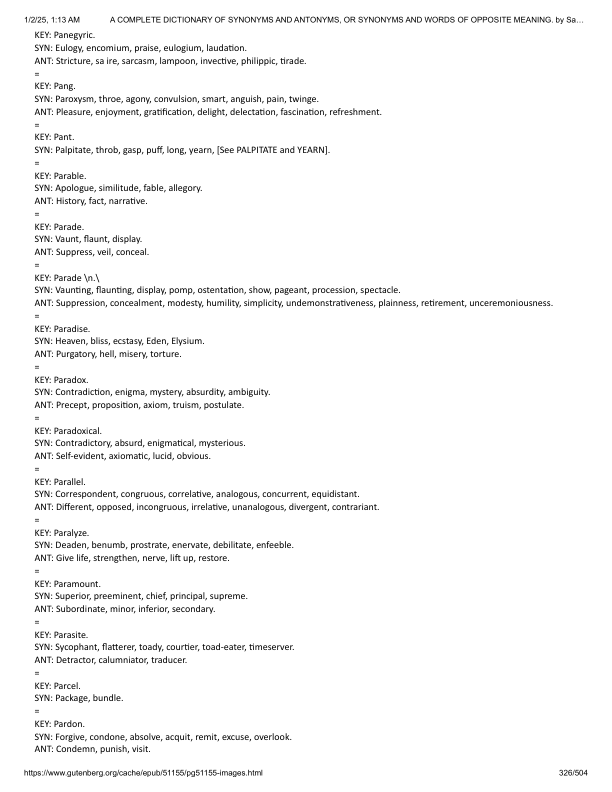 1/2/25, 1:13 AM A COMPLETE DICTIONARY OF SYNONYMS AND ANTONYMS, OR SYNONYMS AND WORDS OF OPPOSITE MEANING. by Sa…
KEY: Panegyric.
SYN: Eulogy, encomium, praise, eulogium, laudation.
ANT: Stricture, sa ire, sarcasm, lampoon, invective, philippic, tirade.
=
KEY: Pang.
SYN: Paroxysm, throe, agony, convulsion, smart, anguish, pain, twinge.
ANT: Pleasure, enjoyment, gratification, delight, delectation, fascination, refreshment.
=
KEY: Pant.
SYN: Palpitate, throb, gasp, puff, long, yearn, [See PALPITATE and YEARN].
=
KEY: Parable.
SYN: Apologue, similitude, fable, allegory.
ANT: History, fact, narrative.
=
KEY: Parade.
SYN: Vaunt, flaunt, display.
ANT: Suppress, veil, conceal.
=
KEY: Parade \n.\
SYN: Vaunting, flaunting, display, pomp, ostentation, show, pageant, procession, spectacle.
ANT: Suppression, concealment, modesty, humility, simplicity, undemonstrativeness, plainness, retirement, unceremoniousness.
=
KEY: Paradise.
SYN: Heaven, bliss, ecstasy, Eden, Elysium.
ANT: Purgatory, hell, misery, torture.
=
KEY: Paradox.
SYN: Contradiction, enigma, mystery, absurdity, ambiguity.
ANT: Precept, proposition, axiom, truism, postulate.
=
KEY: Paradoxical.
SYN: Contradictory, absurd, enigmatical, mysterious.
ANT: Self-evident, axiomatic, lucid, obvious.
=
KEY: Parallel.
SYN: Correspondent, congruous, correlative, analogous, concurrent, equidistant.
ANT: Different, opposed, incongruous, irrelative, unanalogous, divergent, contrariant.
=
KEY: Paralyze.
SYN: Deaden, benumb, prostrate, enervate, debilitate, enfeeble.
ANT: Give life, strengthen, nerve, lift up, restore.
=
KEY: Paramount.
SYN: Superior, preeminent, chief, principal, supreme.
ANT: Subordinate, minor, inferior, secondary.
=
KEY: Parasite.
SYN: Sycophant, flatterer, toady, courtier, toad-eater, timeserver.
ANT: Detractor, calumniator, traducer.
=
KEY: Parcel.
SYN: Package, bundle.
=
KEY: Pardon.
SYN: Forgive, condone, absolve, acquit, remit, excuse, overlook.
ANT: Condemn, punish, visit.
https://www.gutenberg.org/cache/epub/51155/pg51155-images.html 326/504